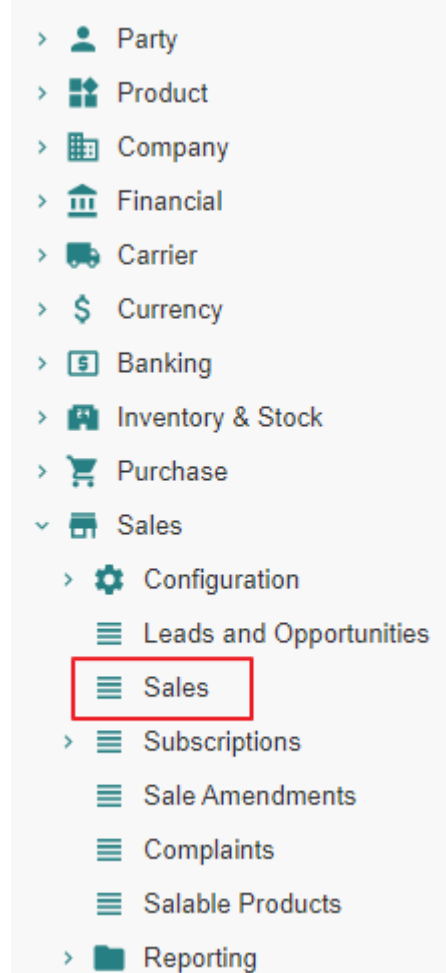 Party
Product
Company
Financial
Carrier
Currency
Banking
Inventory & Stock
Purchase
Sales
Configuration
Leads and Opportunities
Sales
Subscriptions
Sale Amendments
Complaints
Salable Products
Reporting